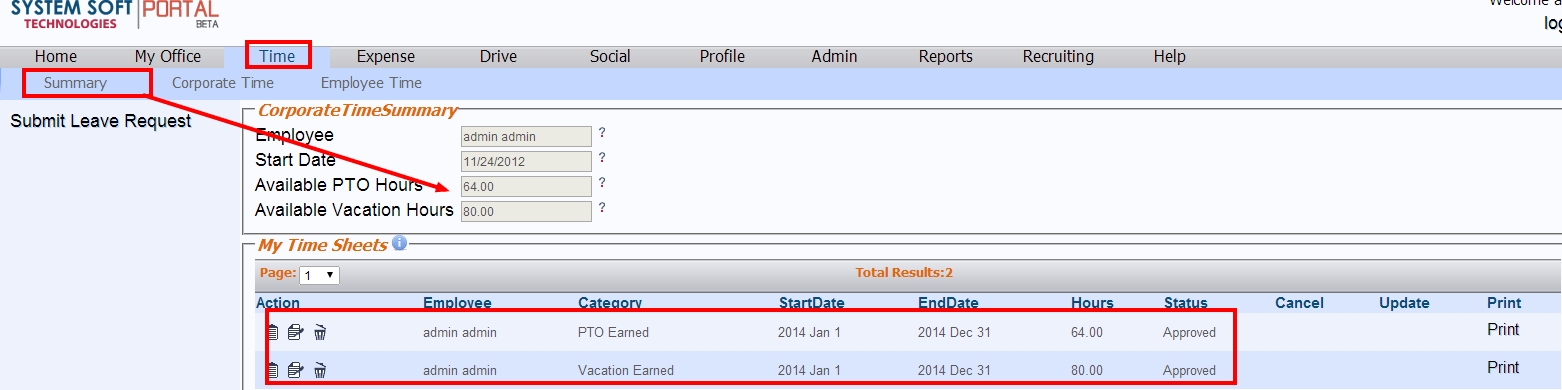 SYSTEM SOFT TECHNOLOGIES PORTAL BETA
Home My Office Time Expense Drive Social Profile Admin Reports Recruiting Help
Summary Corporate Time Employee Time
Submit Leave Request
CorporateTimeSummary
Employee admin admin ?
Start Date 11/24/2012 ?
Available PTO Hours 64.00 ?
Available Vacation Hours 80.00 ?
My Time Sheets
Page: 1 Total Results:2
Action Employee Category StartDate EndDate Hours Status Cancel Update Print
admin admin PTO Earned 2014 Jan 1 2014 Dec 31 64.00 Approved Print
admin admin Vacation Earned 2014 Jan 1 2014 Dec 31 80.00 Approved Print